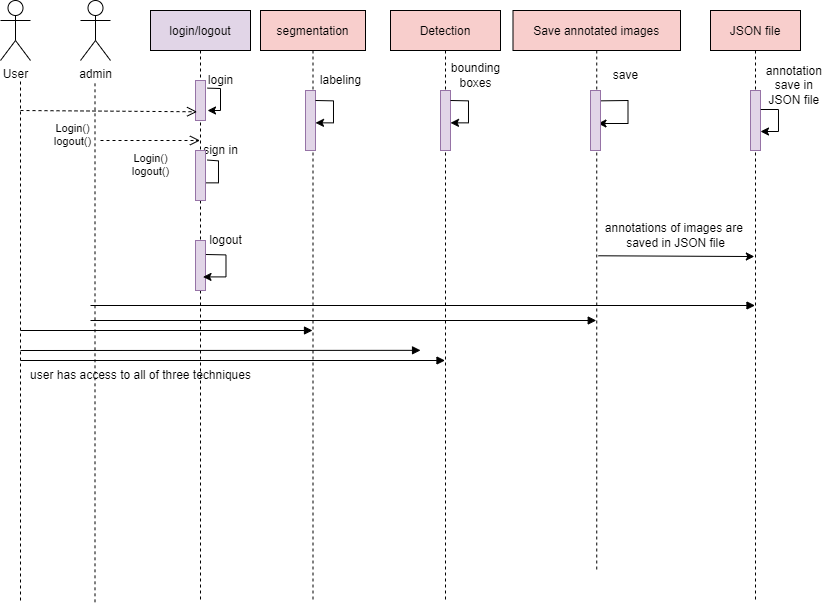 login/logout
segmentation
Detection
Save annotated images
JSON file
User
admin
login
labeling
bounding
boxes
save
annotation
save in
JSON file
Login()
logout()
sign in
Login()
logout()
logout
annotations of images are
saved in JSON file
user has access to all of three techniques